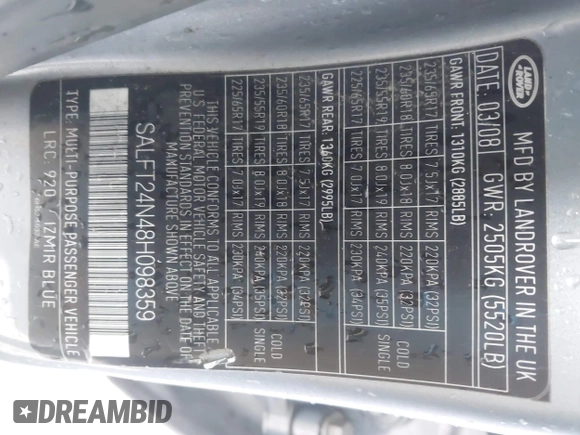 LAND-
ROVER
MFD BY LANDROVER IN THE UK
DATE: 03/08 GWR: 2505KG (5520LB)
GAWR FRONT: 1310KG (2885LB)
235/65R17 TIRES 7.5Jx17 RIMS 220KPA (32PSI)
235/60R18 TIRES 8.0Jx18 RIMS 220KPA (32PSI) COLD
235/55R19 TIRES 8.0Jx19 RIMS 240KPA (35PSI) SINGLE
225/65R17 TIRES 7.0Jx17 RIMS 230KPA (34PSI)
GAWR REAR: 1360KG (2995LB)
235/65R17 TIRES 7.5Jx17 RIMS 220KPA (32PSI)
235/60R18 TIRES 8.0Jx18 RIMS 220KPA (32PSI) COLD
235/55R19 TIRES 8.0Jx19 RIMS 240KPA (35PSI) SINGLE
225/65R17 TIRES 7.0Jx17 RIMS 230KPA (34PSI)
THIS VEHICLE CONFORMS TO ALL APPLICABLE
U.S FEDERAL MOTOR VEHICLE SAFETY AND THEFT
PREVENTION STANDARDS IN EFFECT ON THE DATE OF
MANUFACTURE SHOWN ABOVE
SALFT24N48H098359
TYPE: MULTI-PURPOSE PASSENGER VEHICLE
LRC. 920 IZMIR BLUE
DREAMBID